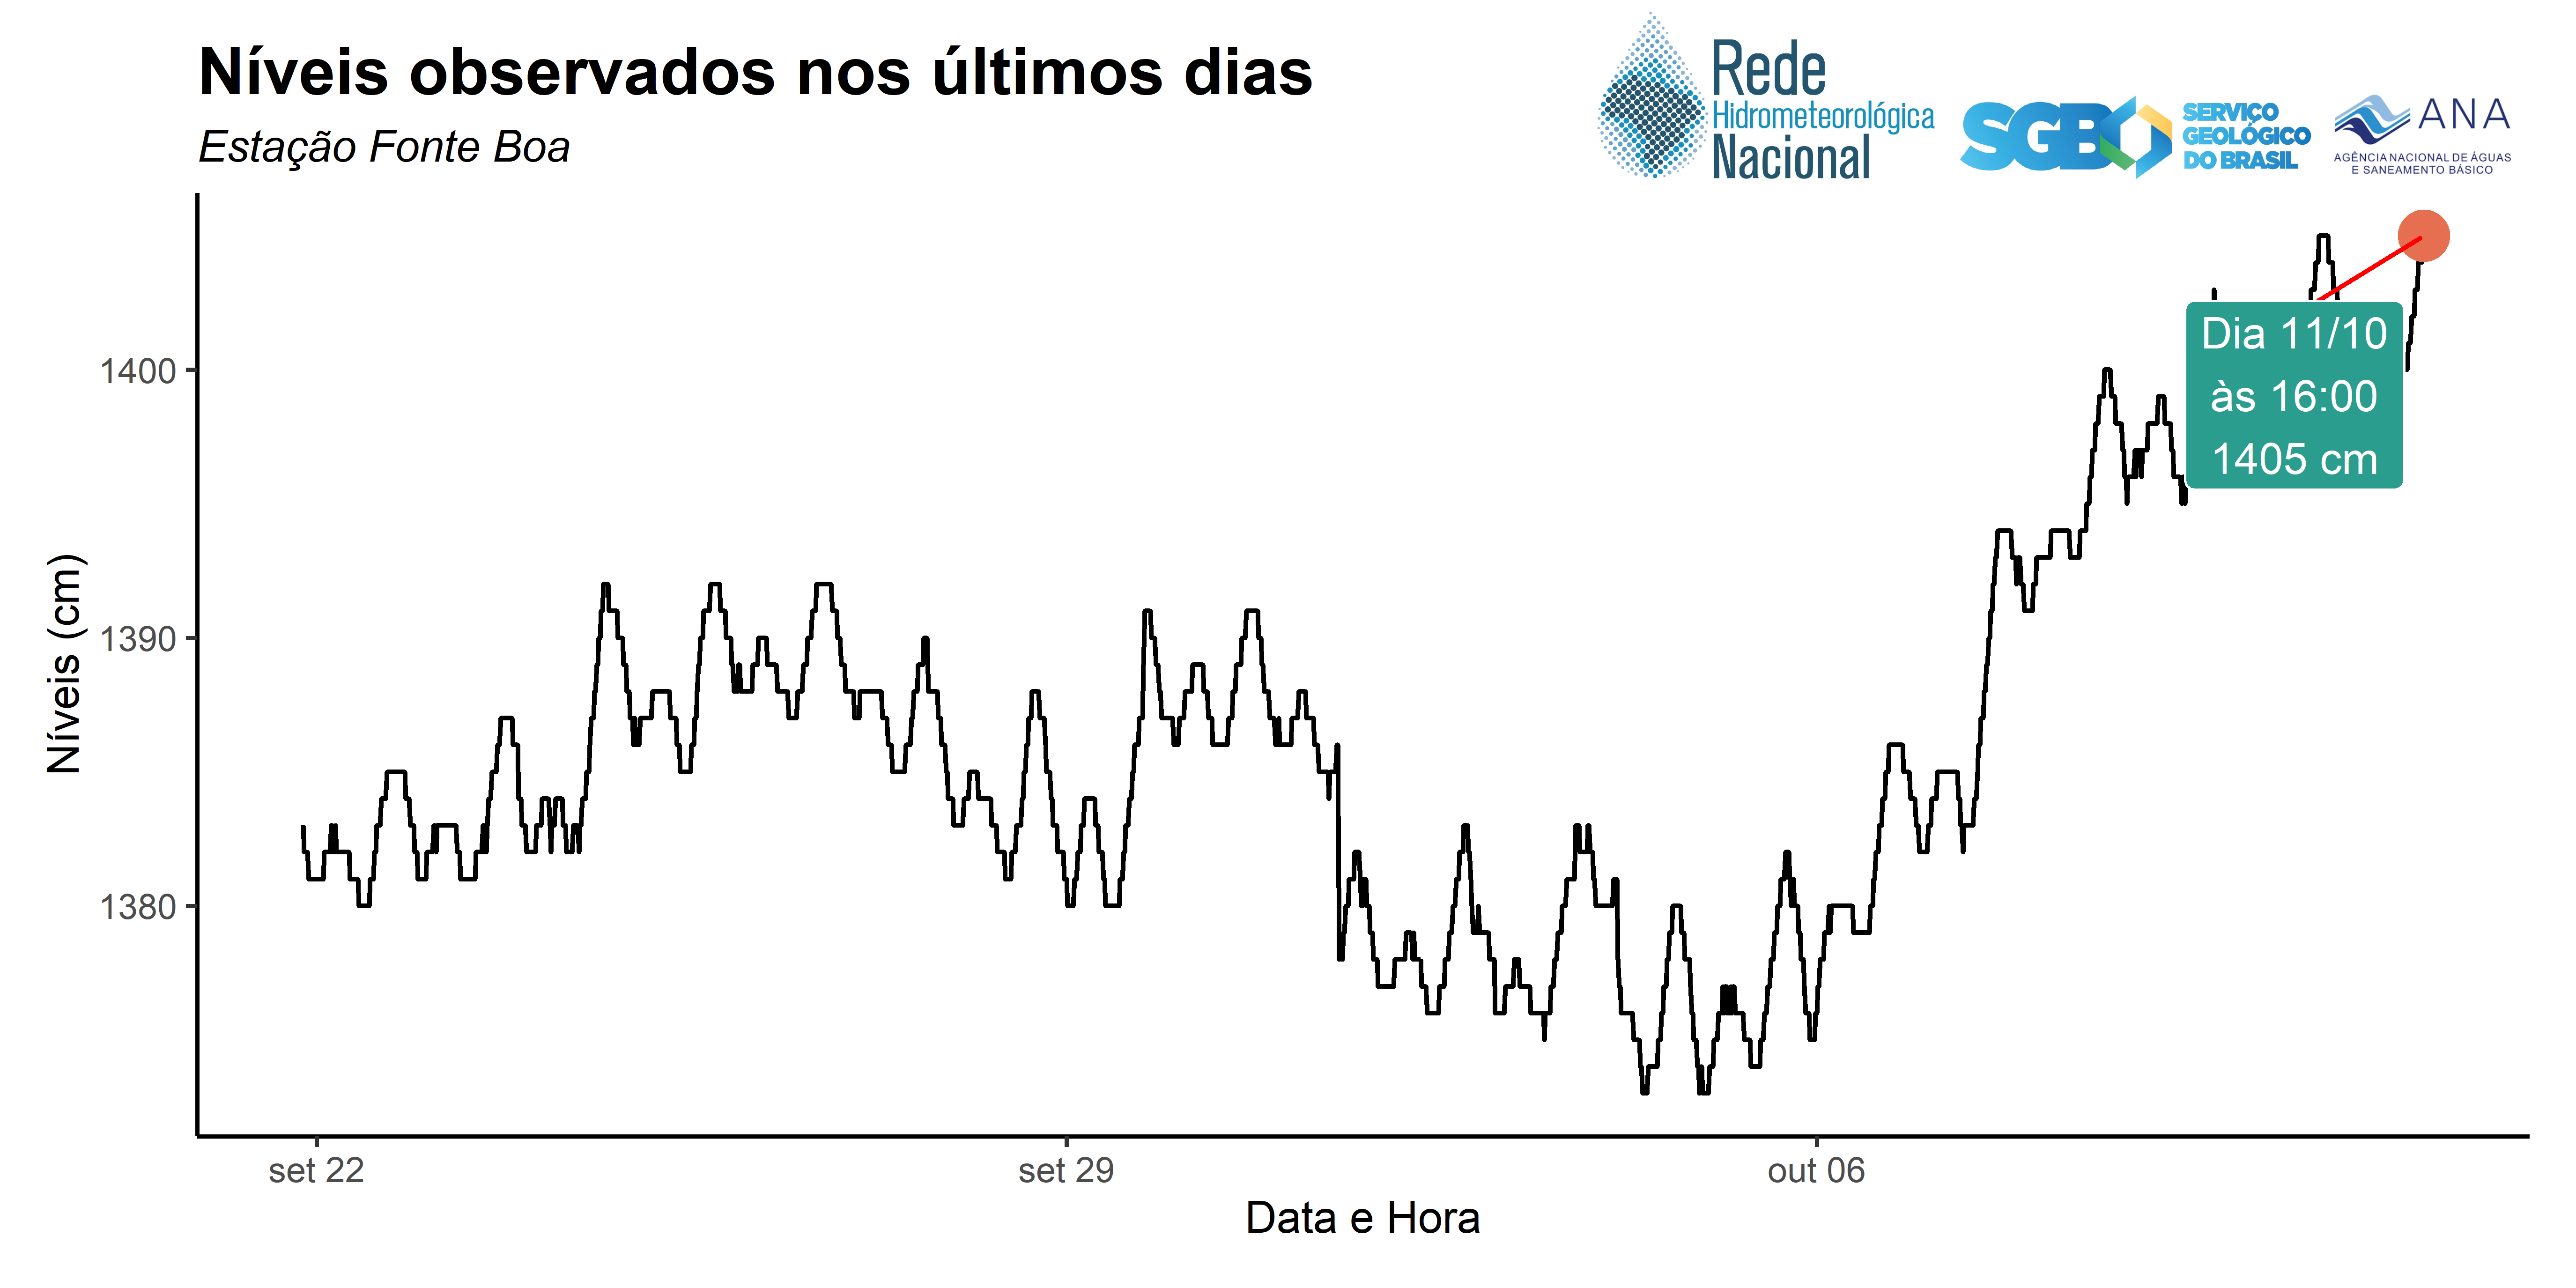 Níveis observados nos últimos dias
Estação Fonte Boa
Rede
Hidrometeorológica
Nacional
SGB
SERVIÇO
GEOLÓGICO
DO BRASIL
ANA
AGÊNCIA NACIONAL DE ÁGUAS
E SANEAMENTO BÁSICO
Dia 11/10
às 16:00
1405 cm
Níveis (cm)
1400
1390
1380
set 22
set 29
out 06
Data e Hora